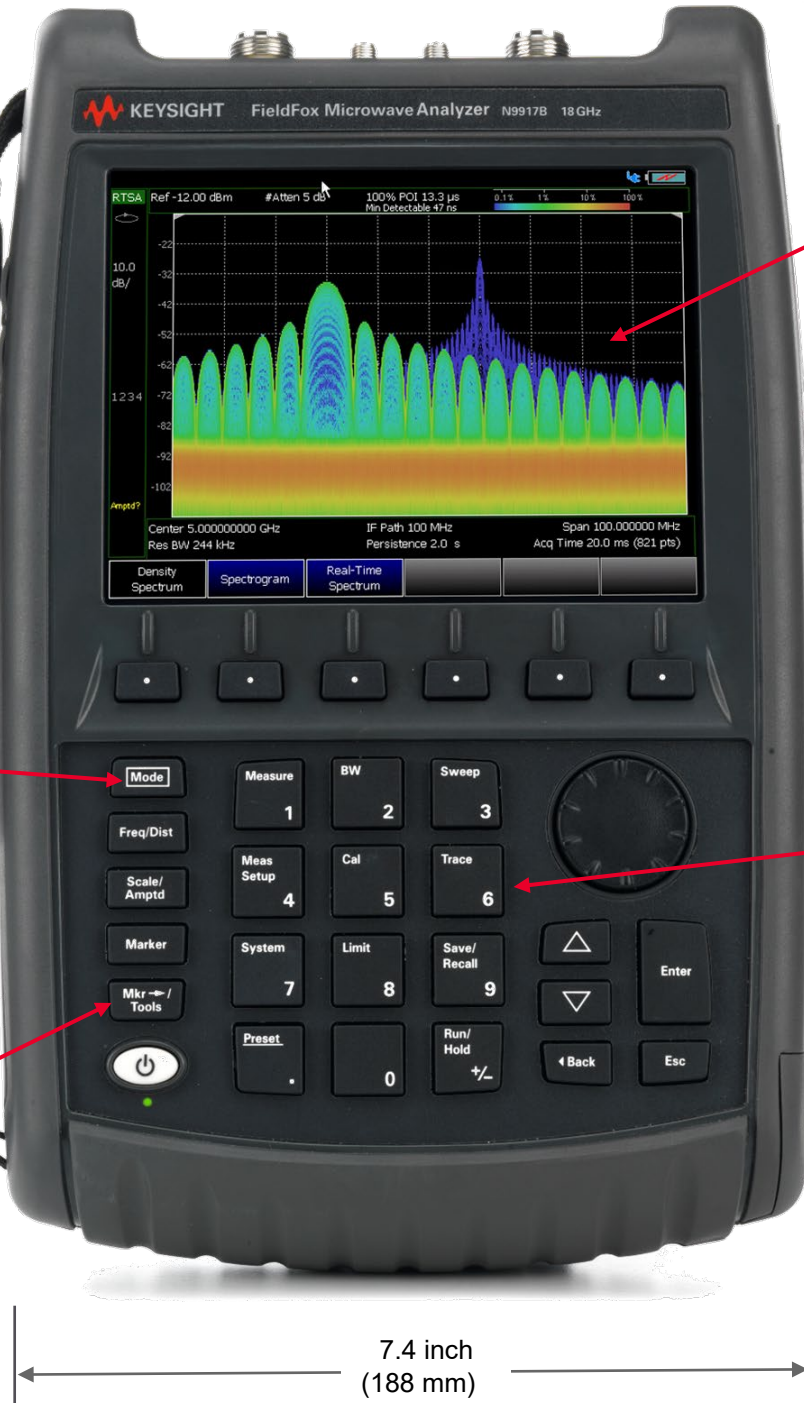 KEYSIGHT FieldFox Microwave Analyzer N9917B 18 GHz
RTSA Ref -12.00 dBm #Atten 5 dB 100% POI 13.3 µs 0.1% 1% 10% 100%
Min Detectable 47 ns
-22
10.0
dB/
-32
-42
-52
-62
1234
-72
-82
-92
-102
Amptd?
Center 5.000000000 GHz IF Path 100 MHz Span 100.000000 MHz
Res BW 244 kHz Persistence 2.0 s Acq Time 20.0 ms (821 pts)
Density
Spectrum
Spectrogram
Real-Time
Spectrum
Mode
Measure
1
BW
2
Sweep
3
Freq/Dist
Meas
Setup
4
Cal
5
Trace
6
Scale/
Amptd
Marker
System
7
Limit
8
Save/
Recall
9
Enter
Mkr→/
Tools
Preset
.
0
Run/
Hold
+/−
Back
Esc
7.4 inch
(188 mm)